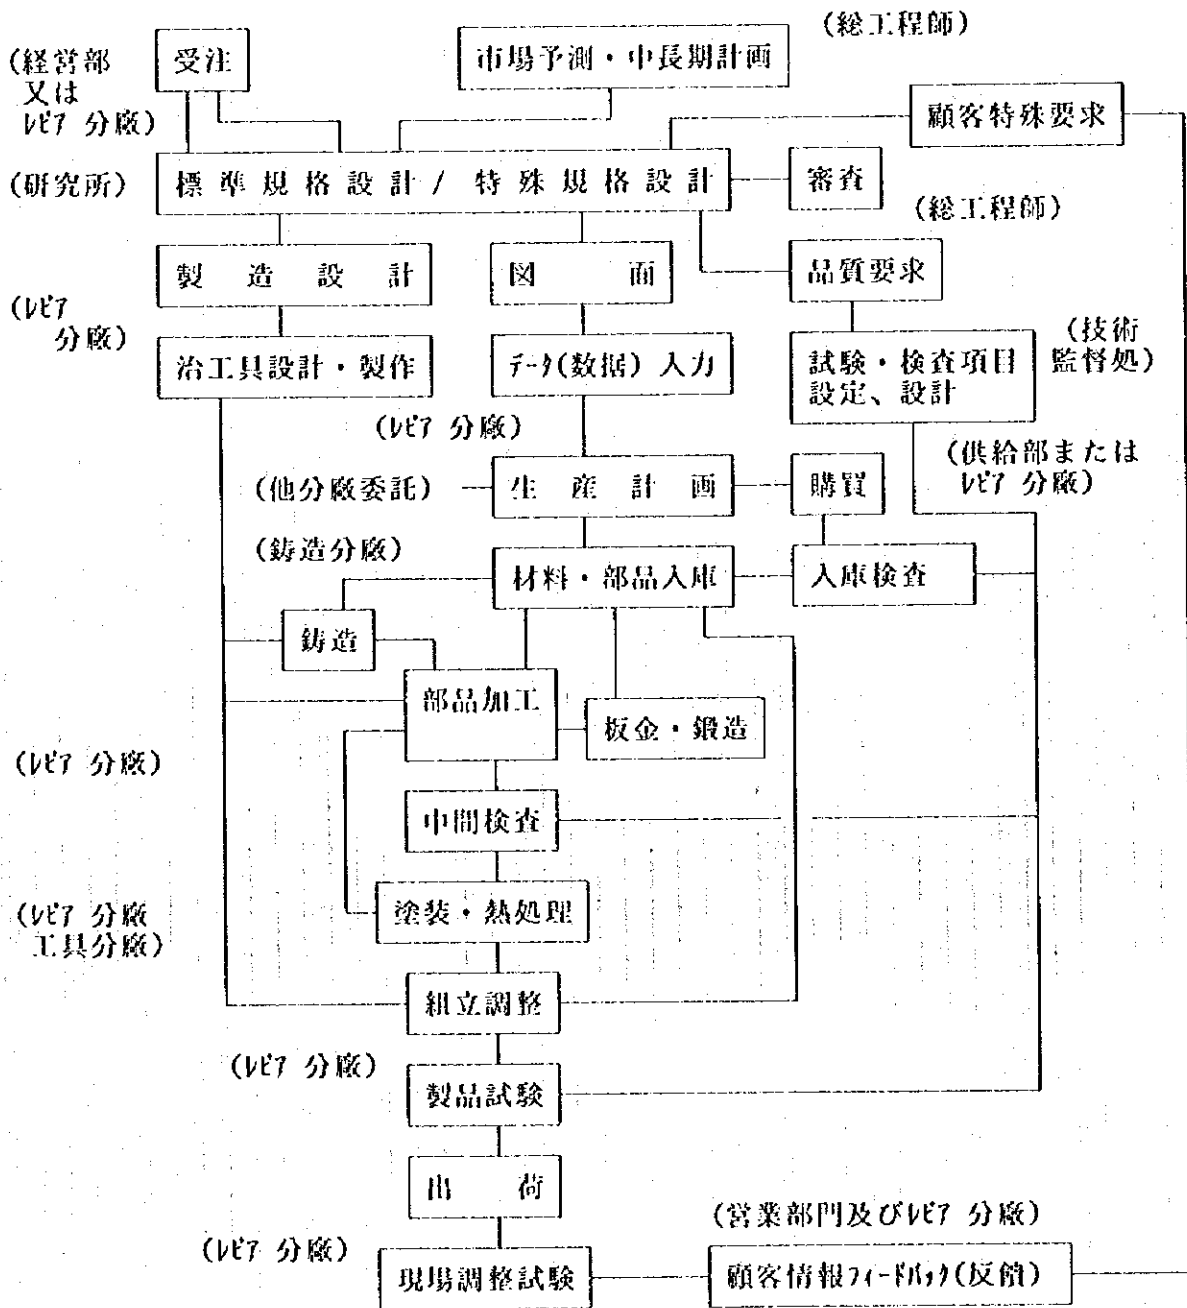 (総工程師)
(経営部
又は
ﾚﾋﾟｱ 分廠)
受注
市場予測・中長期計画
顧客特殊要求
(研究所)
標準規格設計/ 特殊規格設計
審査
(総工程師)
製造設計
図面
品質要求
(ﾚﾋﾟｱ
分廠)
治工具設計・製作
ﾃﾞｰﾀ(数据)入力
試験・検査項目
設定、設計
(技術
監督処)
(ﾚﾋﾟｱ 分廠)
(供給部または
ﾚﾋﾟｱ 分廠)
(他分廠委託)
生産計画
購買
(鋳造分廠)
材料・部品入庫
入庫検査
鋳造
部品加工
板金・鍛造
(ﾚﾋﾟｱ 分廠)
中間検査
(ﾚﾋﾟｱ 分廠
工具分廠)
塗装・熱処理
組立調整
(ﾚﾋﾟｱ 分廠)
製品試験
出荷
(営業部門及びﾚﾋﾟｱ 分廠)
(ﾚﾋﾟｱ 分廠)
現場調整試験
顧客情報ﾌｨｰﾄﾞﾊﾞｯｸ(反饋)